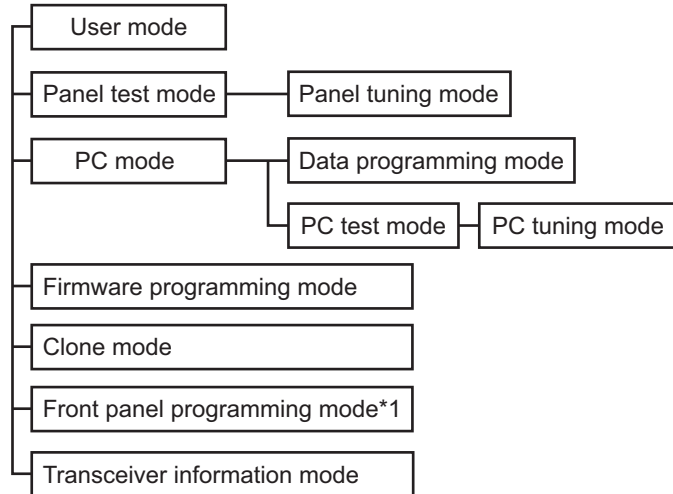 User mode
Panel test mode
Panel tuning mode
PC mode
Data programming mode
PC test mode
PC tuning mode
Firmware programming mode
Clone mode
Front panel programming mode*1
Transceiver information mode